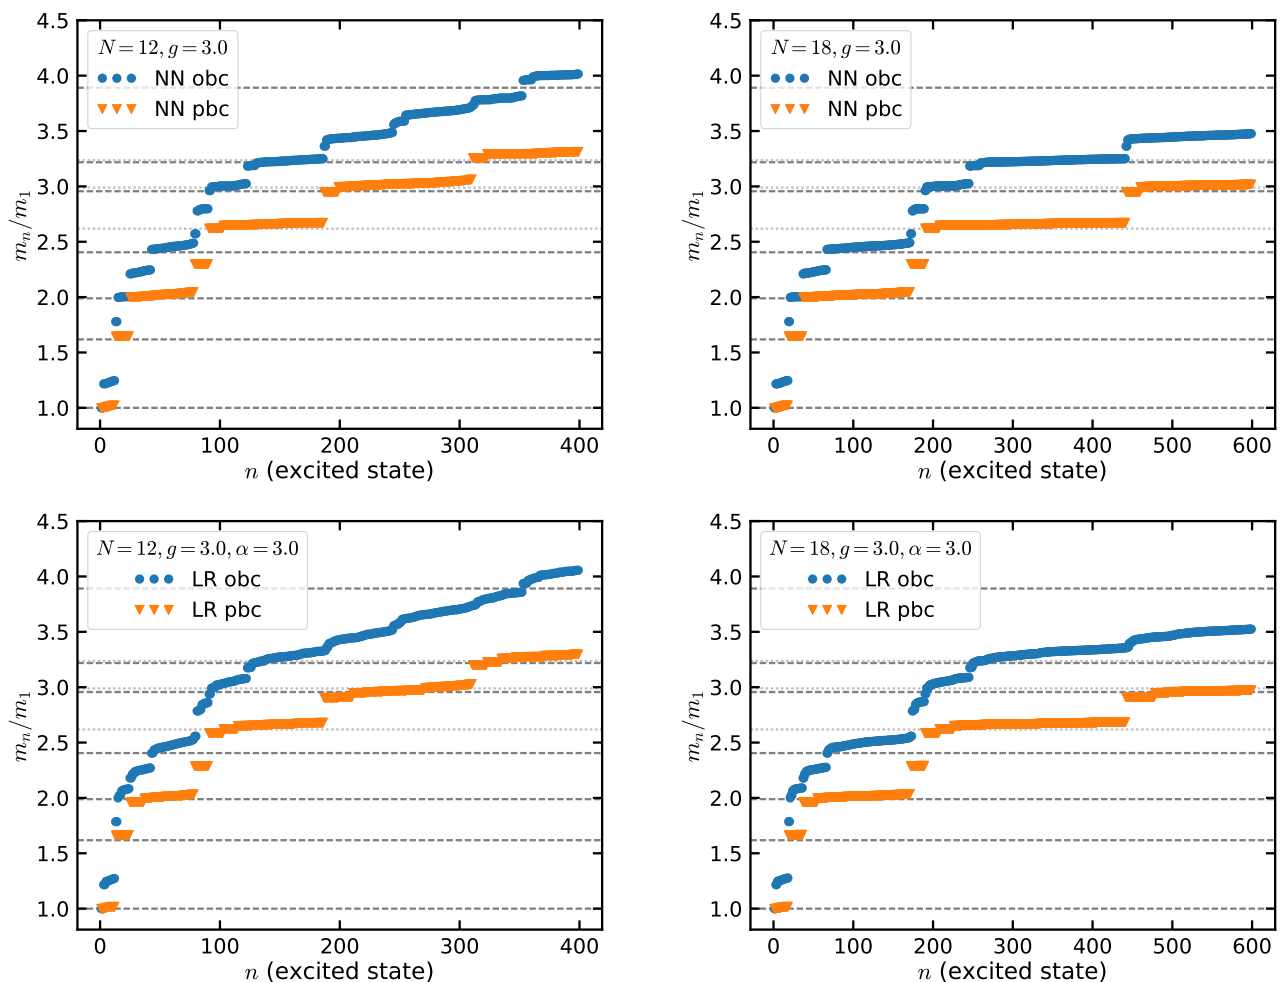 4.5
4.0
3.5
3.0
2.5
2.0
1.5
1.0
m_n/m_1
N = 12, g = 3.0
NN obc
NN pbc
0 100 200 300 400
n (excited state)
4.5
4.0
3.5
3.0
2.5
2.0
1.5
1.0
m_n/m_1
N = 18, g = 3.0
NN obc
NN pbc
0 100 200 300 400 500 600
n (excited state)
4.5
4.0
3.5
3.0
2.5
2.0
1.5
1.0
m_n/m_1
N = 12, g = 3.0, α = 3.0
LR obc
LR pbc
0 100 200 300 400
n (excited state)
4.5
4.0
3.5
3.0
2.5
2.0
1.5
1.0
m_n/m_1
N = 18, g = 3.0, α = 3.0
LR obc
LR pbc
0 100 200 300 400 500 600
n (excited state)